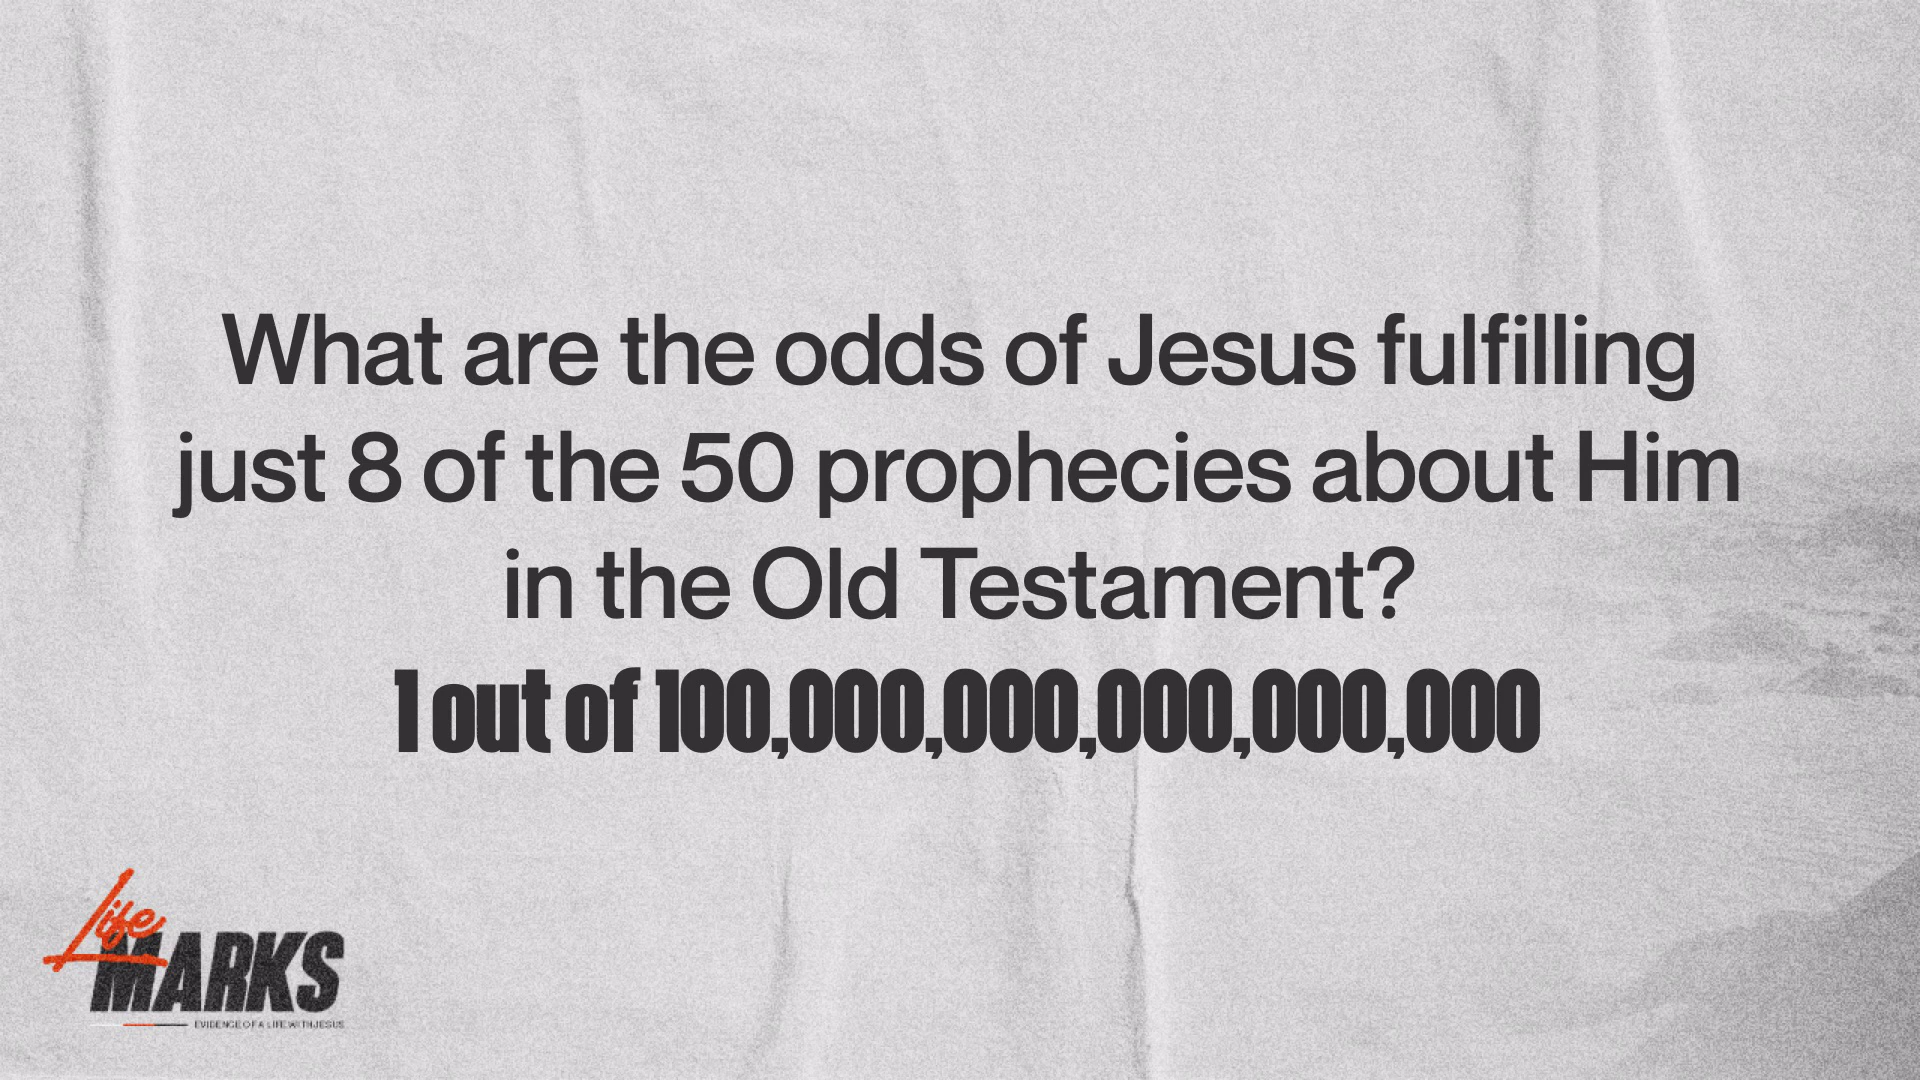 What are the odds of Jesus fulfilling
just 8 of the 50 prophecies about Him
in the Old Testament?
1 out of 100,000,000,000,000,000
Life
MARKS
EVIDENCE OF A LIFE WITH JESUS